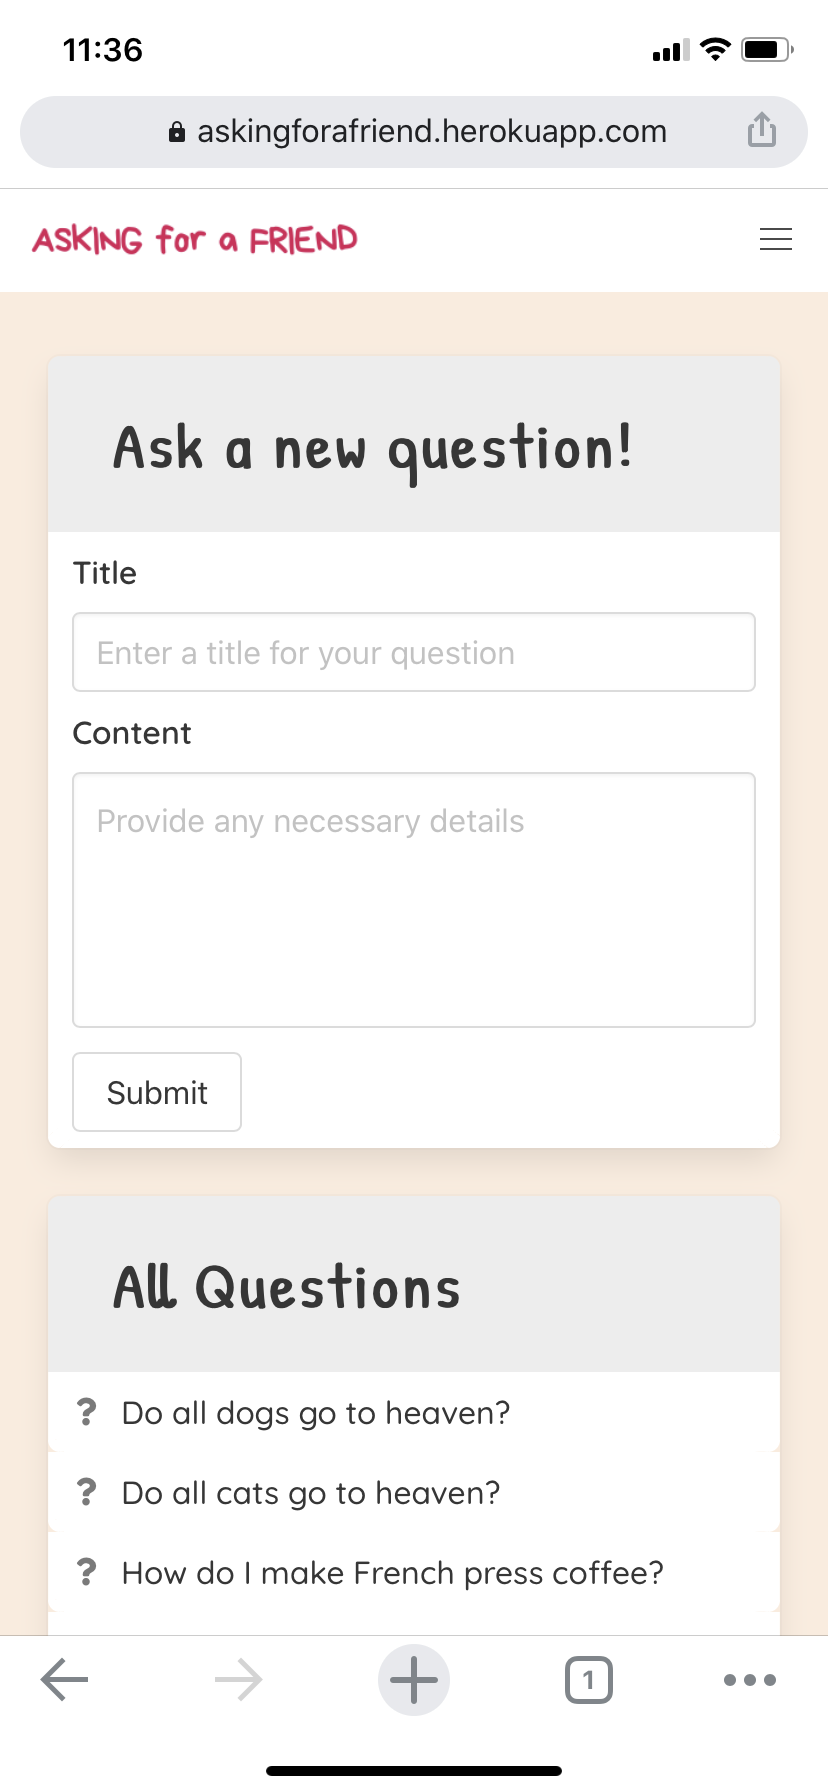 11:36
askingforafriend.herokuapp.com
ASKING for a FRIEND
Ask a new question!
Title
Enter a title for your question
Content
Provide any necessary details
Submit
All Questions
? Do all dogs go to heaven?
? Do all cats go to heaven?
? How do I make French press coffee?
1